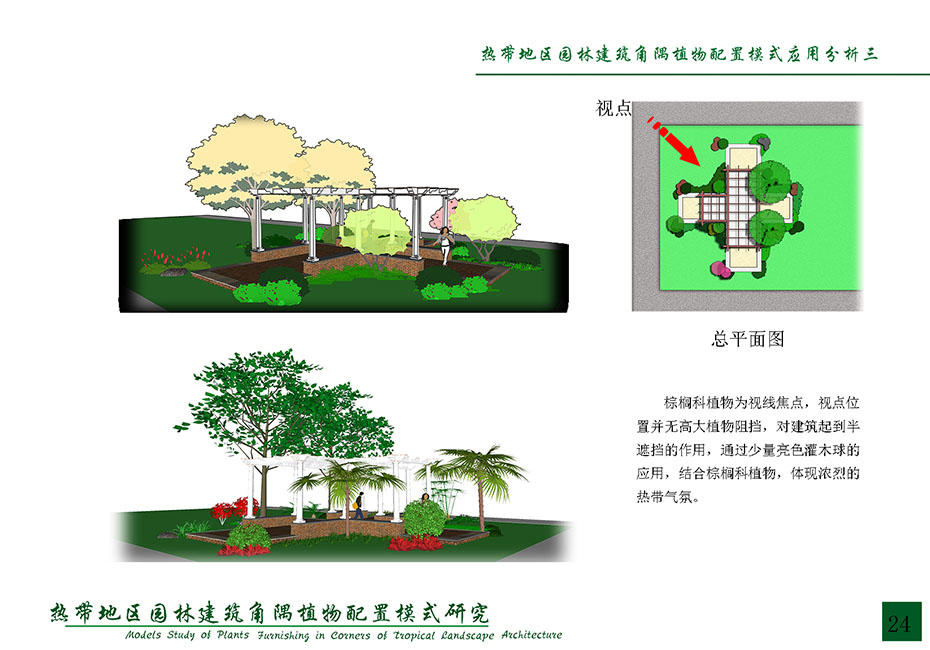 热带地区园林建筑角隅植物配置模式应用分析三
视点
总平面图
棕榈科植物为视线焦点，视点位
置并无高大植物阻挡，对建筑起到半
遮挡的作用，通过少量亮色灌木球的
应用，结合棕榈科植物，体现浓烈的
热带气氛。
热带地区园林建筑角隅植物配置模式研究
Models Study of Plants Furnishing in Corners of Tropical Landscape Architecture
24